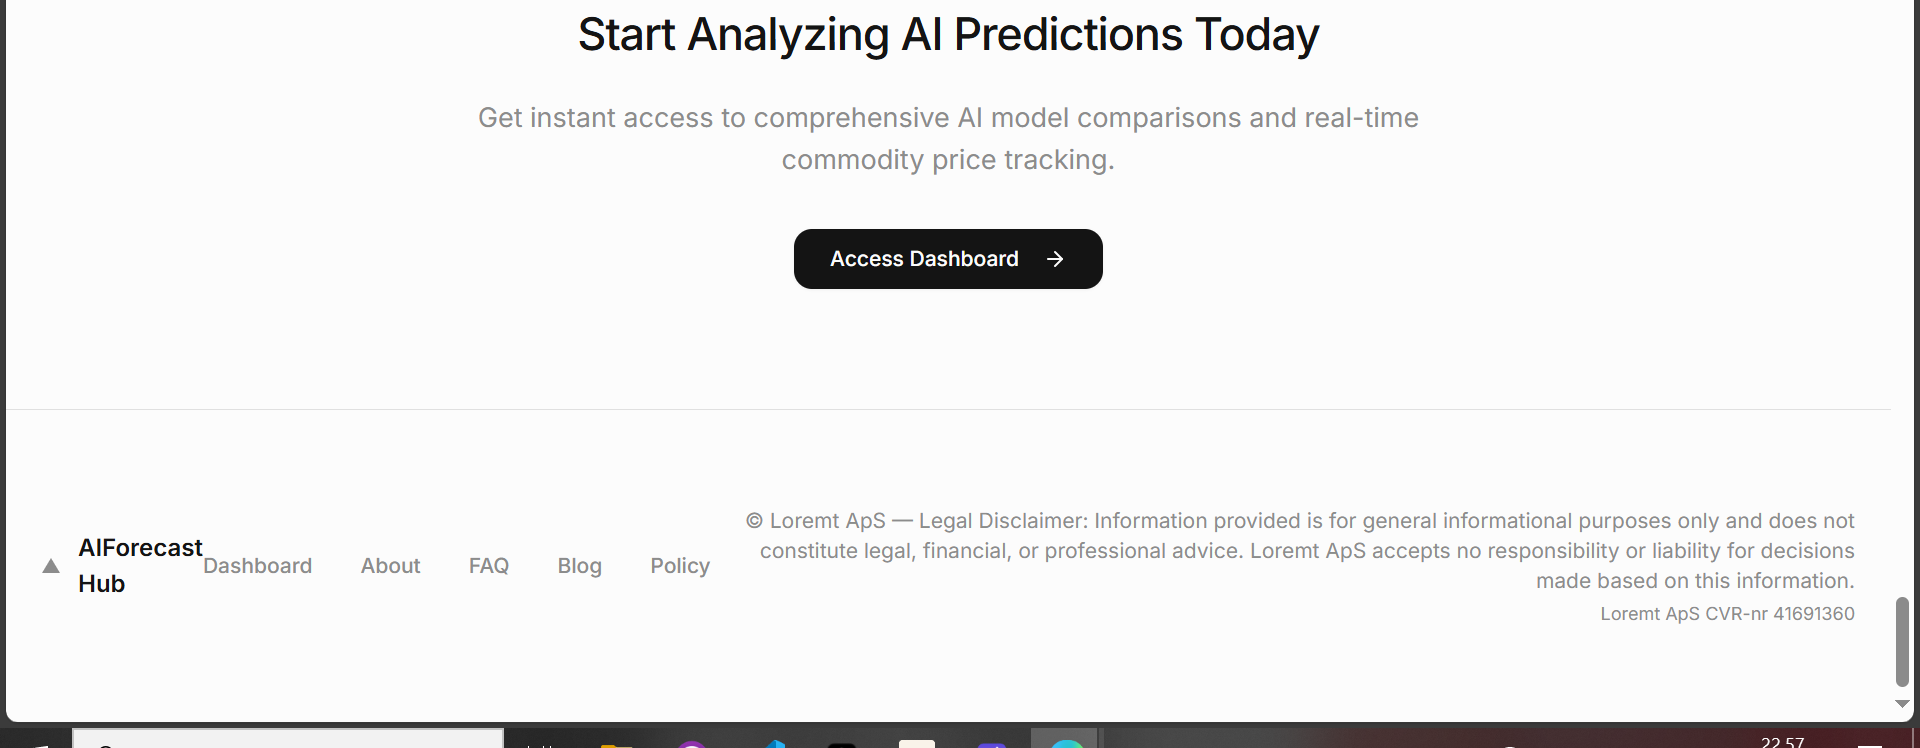 Start Analyzing AI Predictions Today
Get instant access to comprehensive AI model comparisons and real-time
commodity price tracking.
Access Dashboard
AIForecast
Hub
Dashboard
About
FAQ
Blog
Policy
© Loremt ApS — Legal Disclaimer: Information provided is for general informational purposes only and does not
constitute legal, financial, or professional advice. Loremt ApS accepts no responsibility or liability for decisions
made based on this information.
Loremt ApS CVR-nr 41691360
22.57